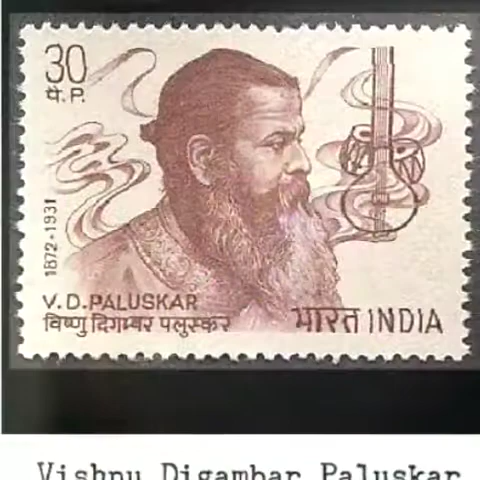 30
पै. P.
1872-1931
V. D. PALUSKAR
विष्णु दिगम्बर पलुस्कर
भारत INDIA
Vishnu Digambar Paluskar